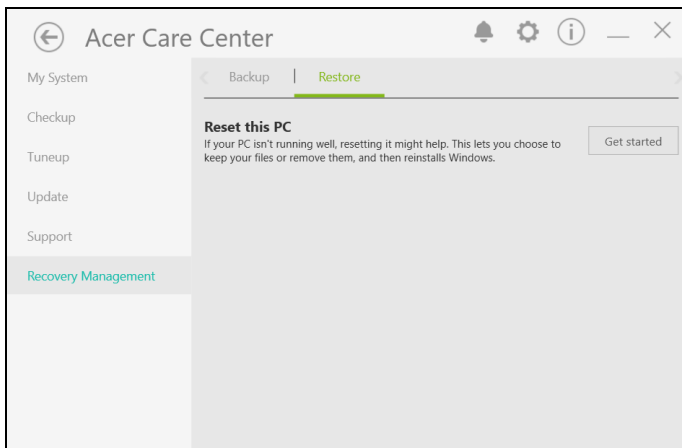 Acer Care Center
My System
Checkup
Tuneup
Update
Support
Recovery Management
Backup
Restore
Reset this PC
If your PC isn't running well, resetting it might help. This lets you choose to
keep your files or remove them, and then reinstalls Windows.
Get started